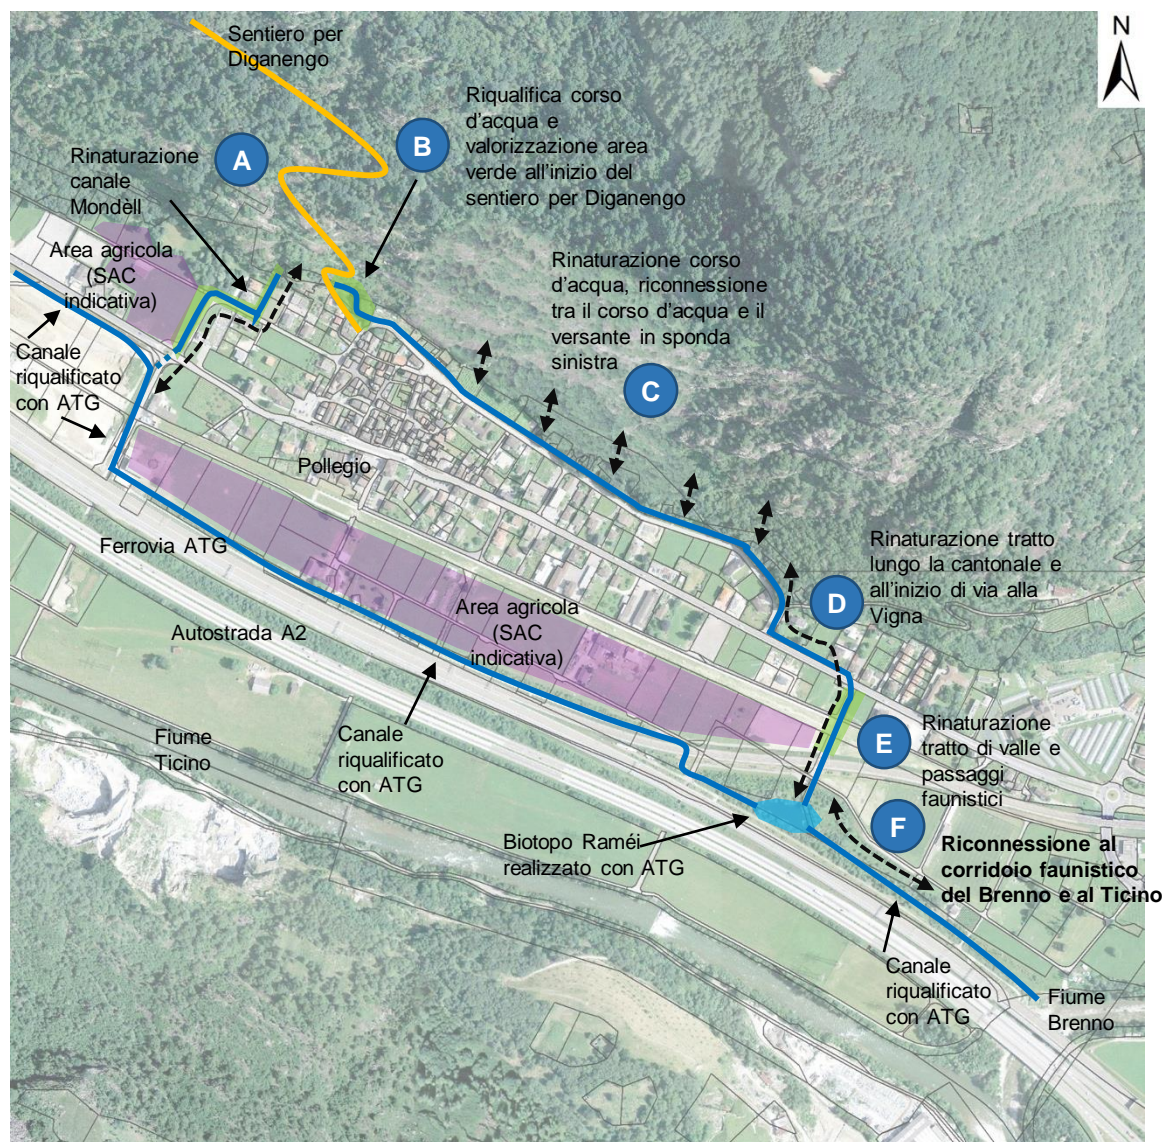 N
Sentiero per
Diganengo
A
B
Riqualifica corso
d'acqua e
valorizzazione area
verde all'inizio del
sentiero per Diganengo
Rinaturazione
canale
Mondèll
Area agricola
(SAC
indicativa)
Rinaturazione corso
d'acqua, riconnessione
tra il corso d'acqua e il
versante in sponda
sinistra
C
Canale
riqualificato
con ATG
Pollegio
Ferrovia ATG
Autostrada A2
Area agricola
(SAC
indicativa)
Rinaturazione tratto
lungo la cantonale e
all'inizio di via alla
Vigna
D
Fiume
Ticino
Canale
riqualificato
con ATG
E
Rinaturazione
tratto di valle e
passaggi
faunistici
F
Biotopo Raméi
realizzato con ATG
Riconnessione al
corridoio faunistico
del Brenno e al Ticino
Canale
riqualificato
con ATG
Fiume
Brenno